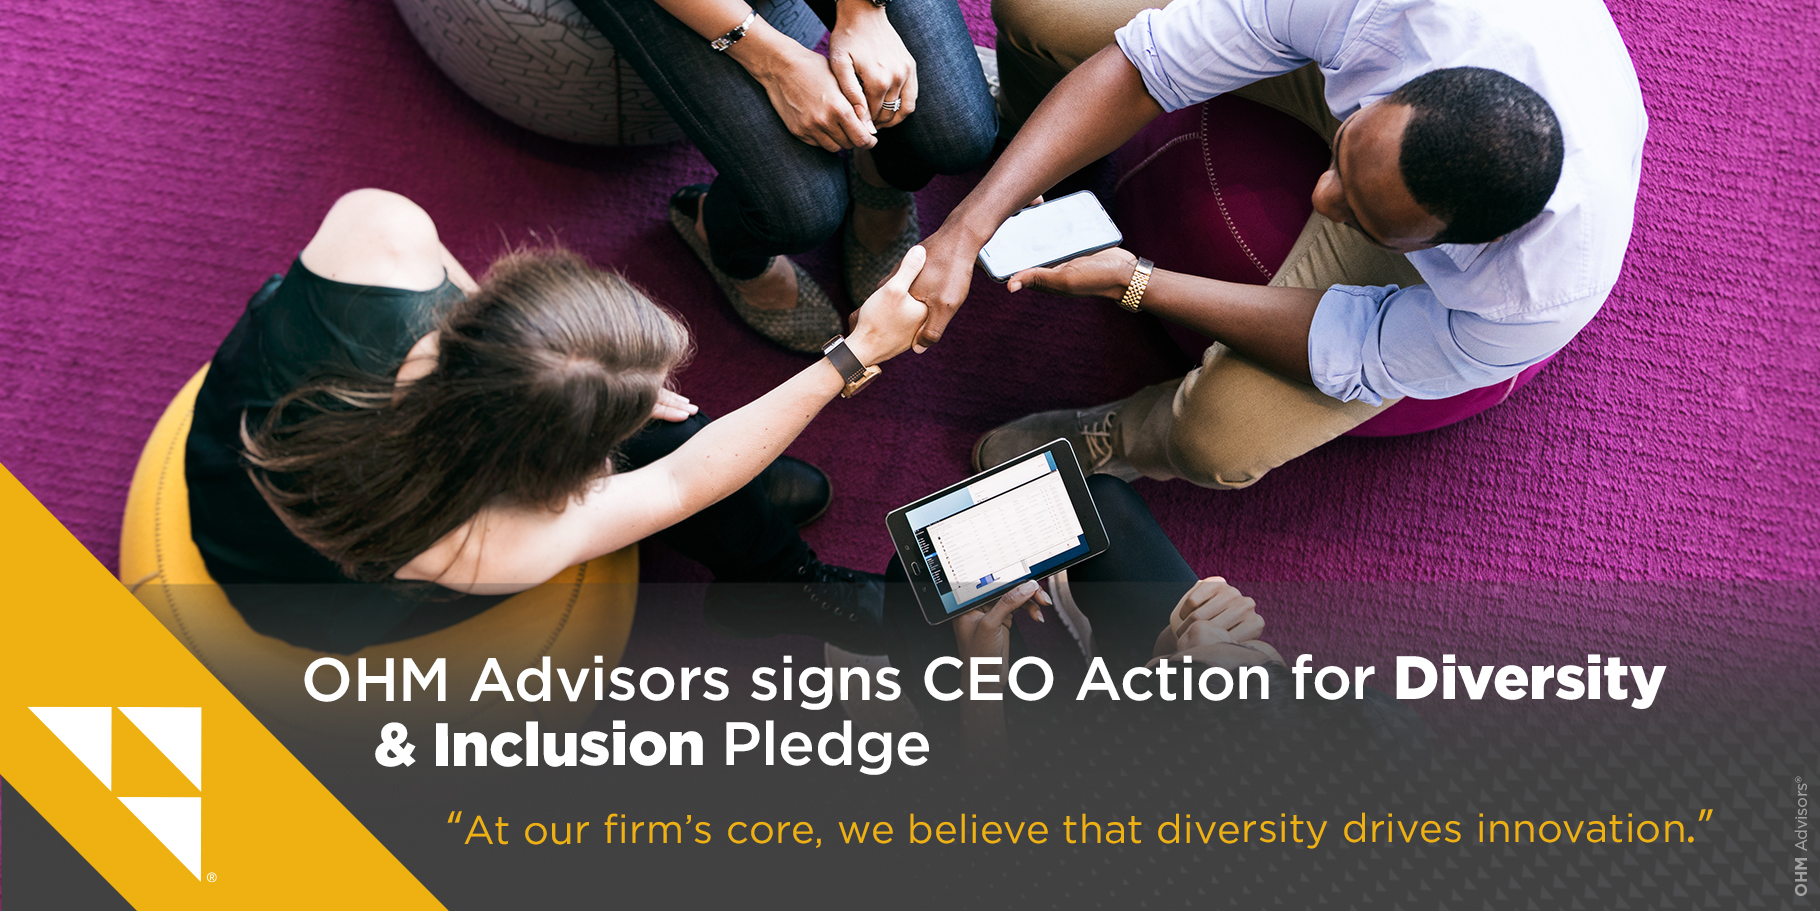 OHM Advisors signs CEO Action for Diversity
& Inclusion Pledge
“At our firm’s core, we believe that diversity drives innovation.”
®
OHM Advisors®